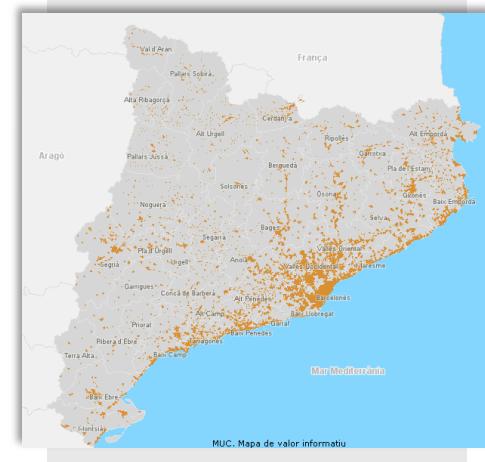 Val d'Aran
França
Pallars Sobirà
Alta Ribagorça
Cerdanya
Alt Urgell
Ripollès
Alt Empordà
Garrotxa
Aragó
Pallars Jussà
Berguedà
Pla de l'Estany
Solsonès
Osona
Gironès
Baix Empordà
Noguera
Selva
Bages
Segarra
Vallès Oriental
Pla d'Urgell
Anoia
Vallès Occidental
Maresme
Segrià
Urgell
Garrigues
Conca de Barberà
Alt Penedès
Barcelonès
Alt Camp
Baix Llobregat
Priorat
Garraf
Baix Penedès
Ribera d'Ebre
Tarragonès
Terra Alta
Baix Camp
Mar Mediterrània
Baix Ebre
Montsià
MUC. Mapa de valor informatiu